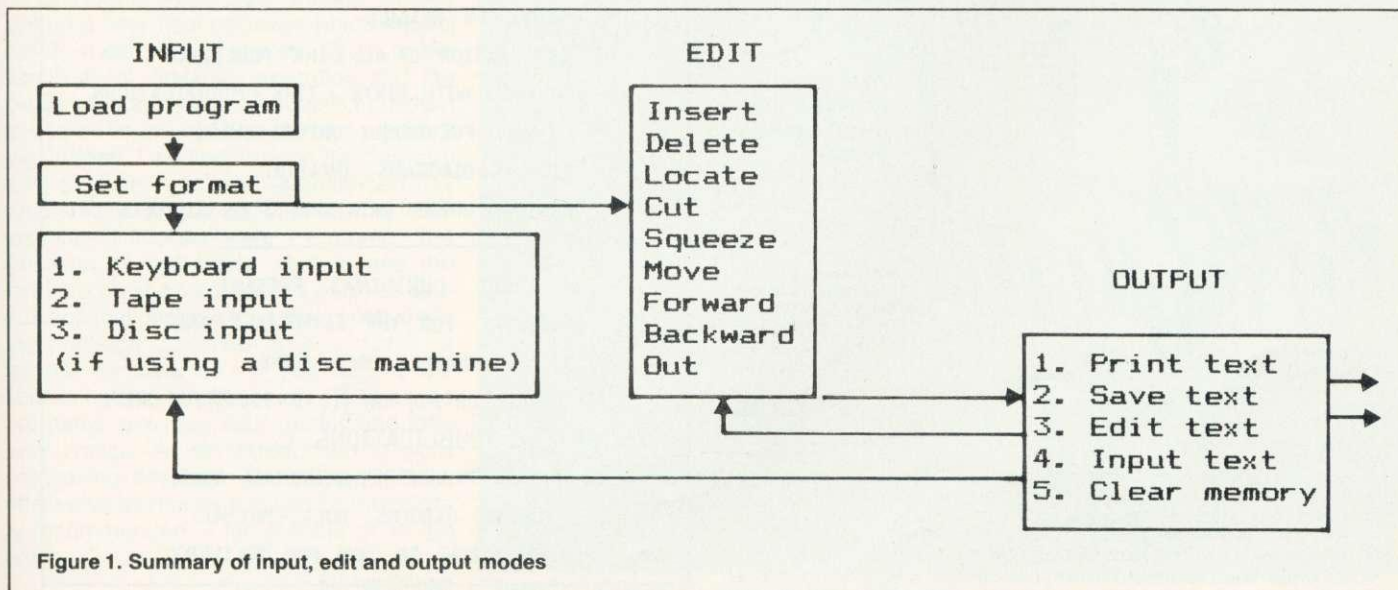 INPUT
Load program
Set format
1. Keyboard input
2. Tape input
3. Disc input
(if using a disc machine)
EDIT
Insert
Delete
Locate
Cut
Squeeze
Move
Forward
Backward
Out
OUTPUT
1. Print text
2. Save text
3. Edit text
4. Input text
5. Clear memory
Figure 1. Summary of input, edit and output modes